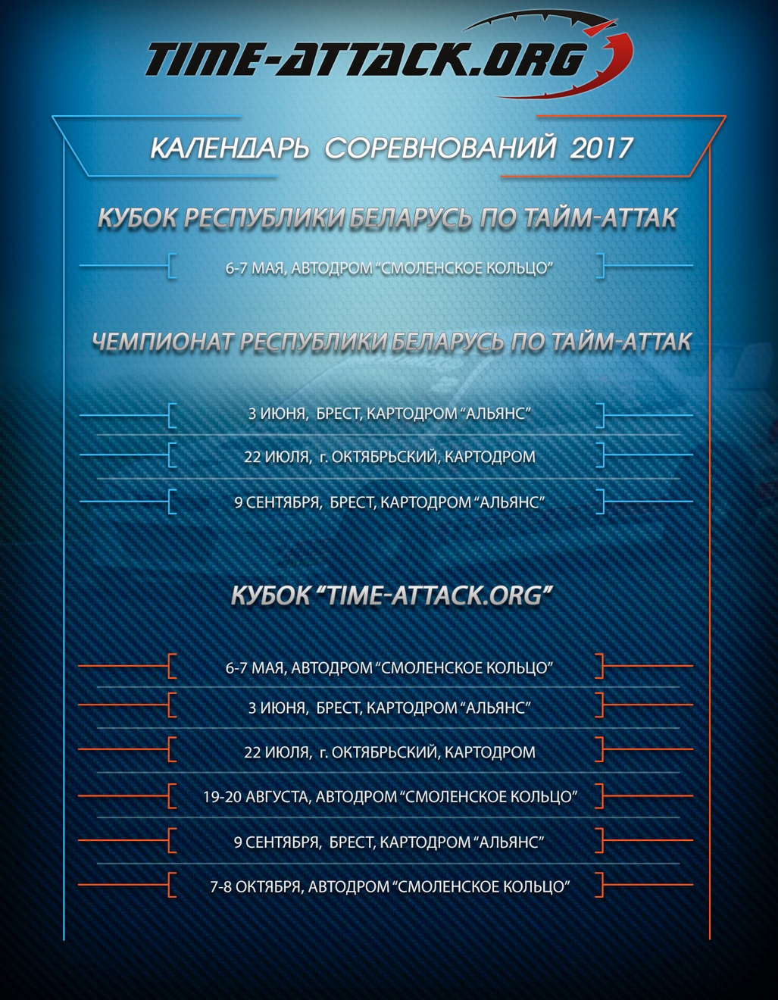 TIME-ATTACK.ORG
КАЛЕНДАРЬ СОРЕВНОВАНИЙ 2017
КУБОК РЕСПУБЛИКИ БЕЛАРУСЬ ПО ТАЙМ-АТТАК
6-7 МАЯ, АВТОДРОМ “СМОЛЕНСКОЕ КОЛЬЦО”
ЧЕМПИОНАТ РЕСПУБЛИКИ БЕЛАРУСЬ ПО ТАЙМ-АТТАК
3 ИЮНЯ, БРЕСТ, КАРТОДРОМ “АЛЬЯНС”
22 ИЮЛЯ, г. ОКТЯБРЬСКИЙ, КАРТОДРОМ
9 СЕНТЯБРЯ, БРЕСТ, КАРТОДРОМ “АЛЬЯНС”
КУБОК “TIME-ATTACK.ORG”
6-7 МАЯ, АВТОДРОМ “СМОЛЕНСКОЕ КОЛЬЦО”
3 ИЮНЯ, БРЕСТ, КАРТОДРОМ “АЛЬЯНС”
22 ИЮЛЯ, г. ОКТЯБРЬСКИЙ, КАРТОДРОМ
19-20 АВГУСТА, АВТОДРОМ “СМОЛЕНСКОЕ КОЛЬЦО”
9 СЕНТЯБРЯ, БРЕСТ, КАРТОДРОМ “АЛЬЯНС”
7-8 ОКТЯБРЯ, АВТОДРОМ “СМОЛЕНСКОЕ КОЛЬЦО”